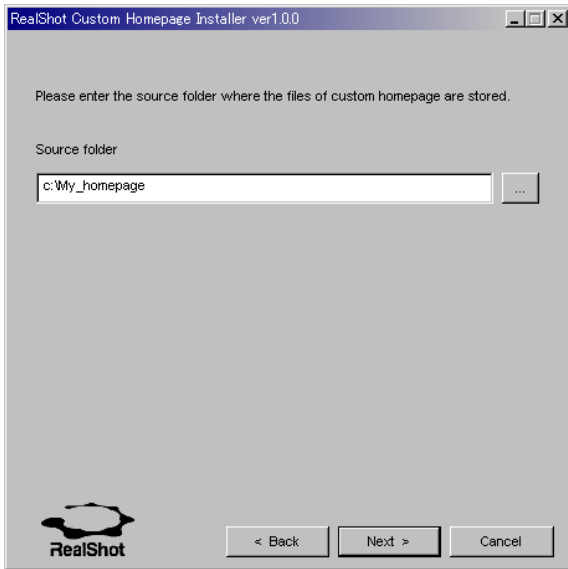 RealShot Custom Homepage Installer ver1.0.0
Please enter the source folder where the files of custom homepage are stored.
Source folder
c:\My_homepage
...
RealShot
< Back
Next >
Cancel